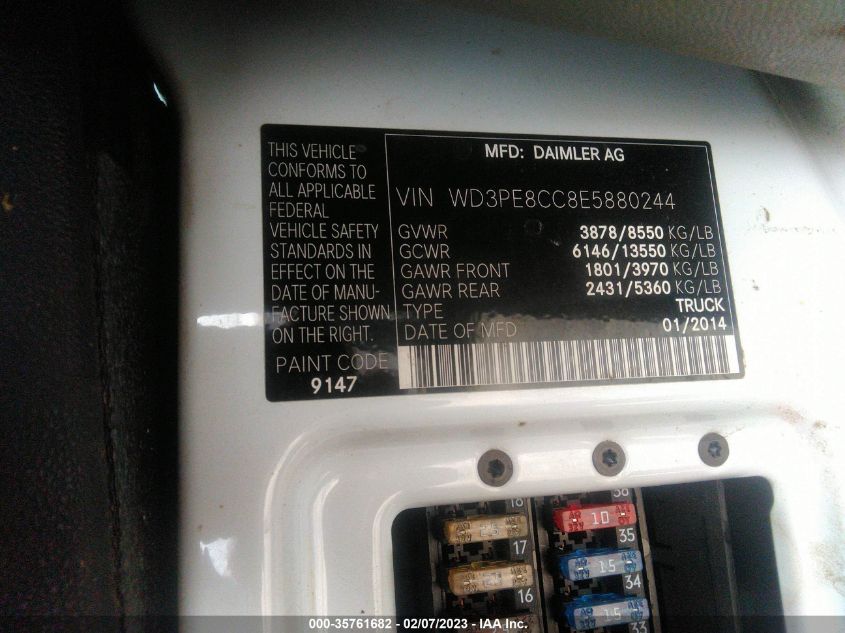 THIS VEHICLE
CONFORMS TO
ALL APPLICABLE
FEDERAL
VEHICLE SAFETY
STANDARDS IN
EFFECT ON THE
DATE OF MANU-
FACTURE SHOWN
ON THE RIGHT.
PAINT CODE
9147
MFD: DAIMLER AG
VIN WD3PE8CC8E5880244
GVWR 3878/8550 KG/LB
GCWR 6146/13550 KG/LB
GAWR FRONT 1801/3970 KG/LB
GAWR REAR 2431/5360 KG/LB
TYPE TRUCK
DATE OF MFD 01/2014
18
17
16
36
10
35
15
34
15
33
000-35761682 - 02/07/2023 - IAA Inc.